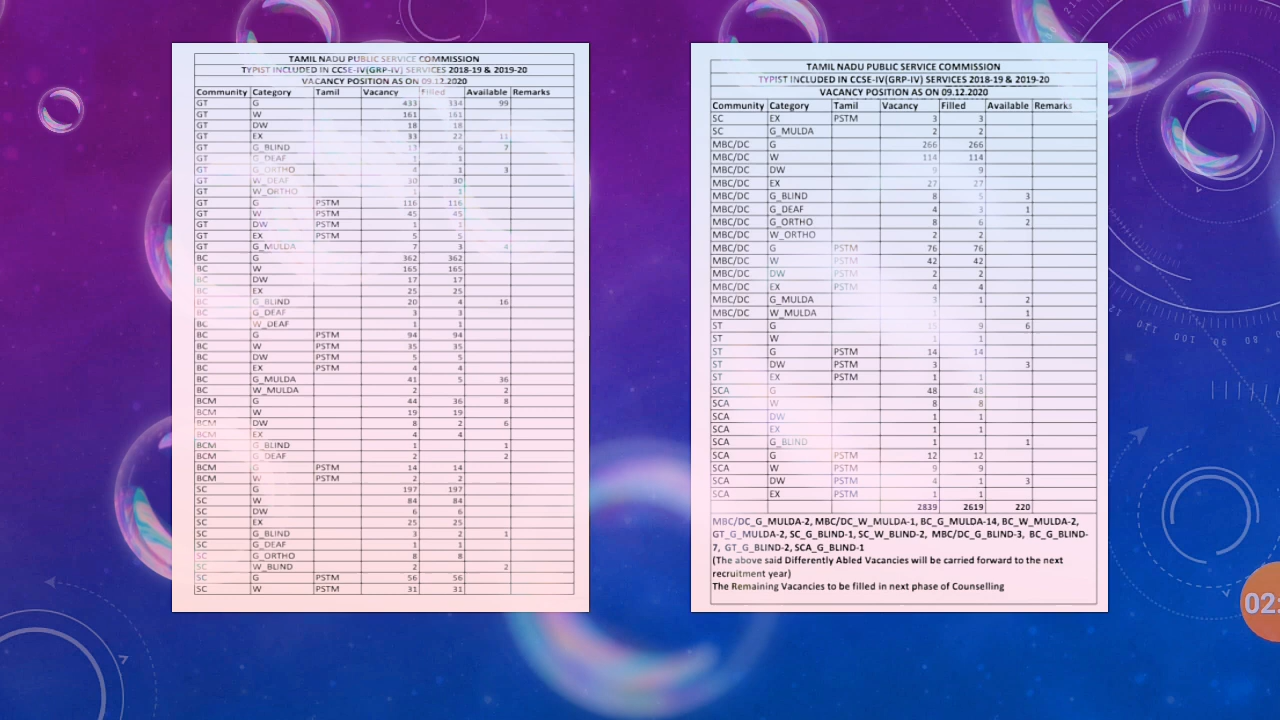 TAMIL NADU PUBLIC SERVICE COMMISSION
TYPIST INCLUDED IN CCSE-IV(GRP-IV) SERVICES 2018-19 & 2019-20
VACANCY POSITION AS ON 09.12.2020
Community Category Tamil Vacancy Filled Available Remarks
GT G 433 334 99
GT W 161 161
GT DW 18 18
GT EX 33 22 11
GT G_BLIND 13 6 7
GT G_DEAF 1 1
GT G_ORTHO 4 1 3
GT W_DEAF 30 30
GT W_ORTHO 1 1
GT G PSTM 116 116
GT W PSTM 45 45
GT DW PSTM 1 1
GT EX PSTM 5 5
GT G_MULDA 7 3 4
BC G 362 362
BC W 165 165
BC DW 17 17
BC EX 25 25
BC G_BLIND 20 4 16
BC G_DEAF 3 3
BC W_DEAF 1 1
BC G PSTM 94 94
BC W PSTM 35 35
BC DW PSTM 5 5
BC EX PSTM 4 4
BC G_MULDA 41 5 36
BC W_MULDA 2 2
BCM G 44 36 8
BCM W 19 19
BCM DW 8 2 6
BCM EX 4 4
BCM G_BLIND 1 1
BCM G_DEAF 2 2
BCM G PSTM 14 14
BCM W PSTM 2 2
SC G 197 197
SC W 84 84
SC DW 6 6
SC EX 25 25
SC G_BLIND 3 2 1
SC G_DEAF 1 1
SC G_ORTHO 8 8
SC W_BLIND 2 2
SC G PSTM 56 56
SC W PSTM 31 31
TAMIL NADU PUBLIC SERVICE COMMISSION
TYPIST INCLUDED IN CCSE-IV(GRP-IV) SERVICES 2018-19 & 2019-20
VACANCY POSITION AS ON 09.12.2020
Community Category Tamil Vacancy Filled Available Remarks
SC EX PSTM 3 3
SC G_MULDA 2 2
MBC/DC G 266 266
MBC/DC W 114 114
MBC/DC DW 9 9
MBC/DC EX 27 27
MBC/DC G_BLIND 8 5 3
MBC/DC G_DEAF 4 3 1
MBC/DC G_ORTHO 8 6 2
MBC/DC W_ORTHO 2 2
MBC/DC G PSTM 76 76
MBC/DC W PSTM 42 42
MBC/DC DW PSTM 2 2
MBC/DC EX PSTM 4 4
MBC/DC G_MULDA 3 1 2
MBC/DC W_MULDA 1 1
ST G 15 9 6
ST W 1 1
ST G PSTM 14 14
ST DW PSTM 3 3
ST EX PSTM 1 1
SCA G 48 48
SCA W 8 8
SCA DW 1 1
SCA EX 1 1
SCA G_BLIND 1 1
SCA G PSTM 12 12
SCA W PSTM 9 9
SCA DW PSTM 4 1 3
SCA EX PSTM 1 1
2839 2619 220
MBC/DC_G_MULDA-2, MBC/DC_W_MULDA-1, BC_G_MULDA-14, BC_W_MULDA-2,
GT_G_MULDA-2, SC_G_BLIND-1, SC_W_BLIND-2, MBC/DC_G_BLIND-3, BC_G_BLIND-
7, GT_G_BLIND-2, SCA_G_BLIND-1
(The above said Differently Abled Vacancies will be carried forward to the next
recruitment year)
The Remaining Vacancies to be filled in next phase of Counselling
120 110 100 90 80
02: